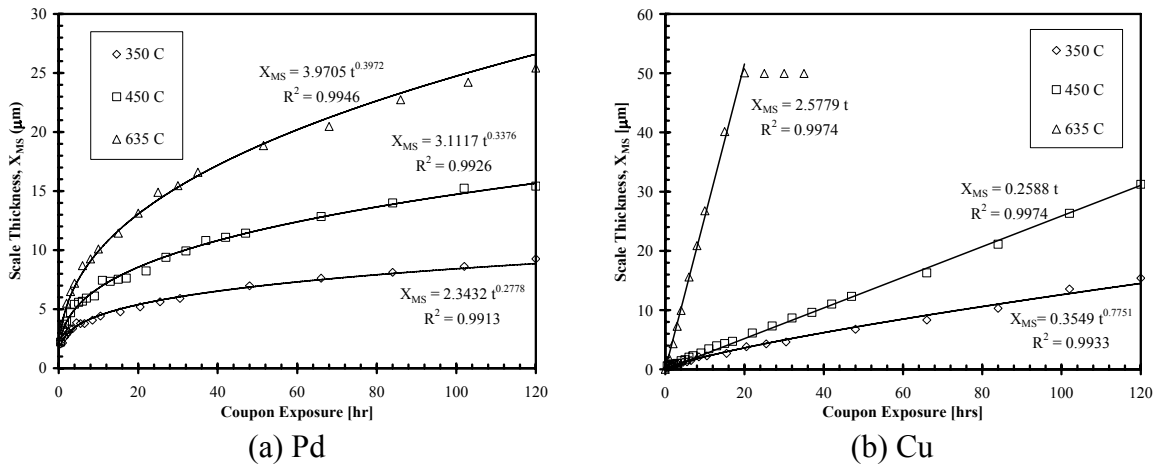 30
25
20
15
10
5
0
Scale Thickness, X_MS (μm)
350 C
450 C
635 C
X_MS = 3.9705 t^0.3972
R² = 0.9946
X_MS = 3.1117 t^0.3376
R² = 0.9926
X_MS = 2.3432 t^0.2778
R² = 0.9913
0 20 40 60 80 100 120
Coupon Exposure [hr]
(a) Pd
60
50
40
30
20
10
0
Scale Thickness, X_MS [μm]
350 C
450 C
635 C
X_MS = 2.5779 t
R² = 0.9974
X_MS = 0.2588 t
R² = 0.9974
X_MS = 0.3549 t^0.7751
R² = 0.9933
0 20 40 60 80 100 120
Coupon Exposure [hrs]
(b) Cu